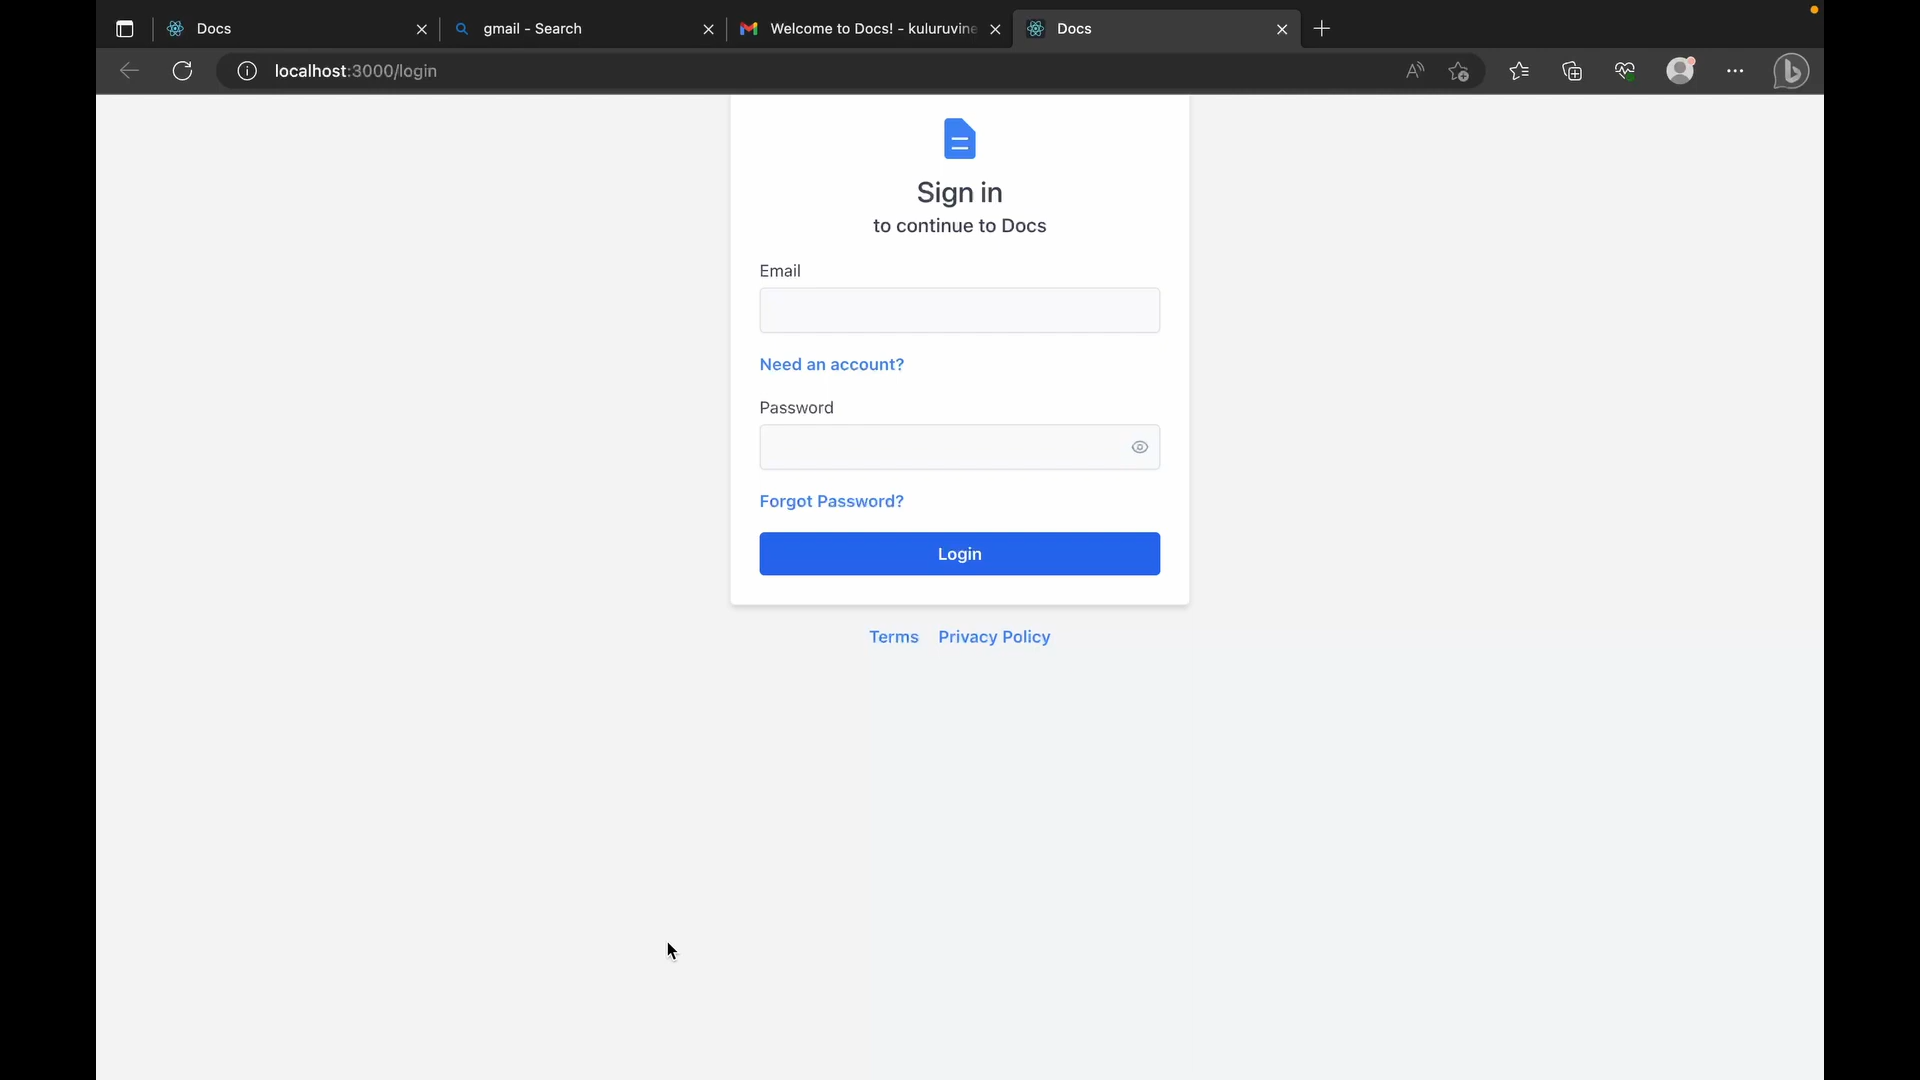 Docs
gmail - Search
Welcome to Docs! - kuluruvine
Docs
localhost:3000/login
Sign in
to continue to Docs
Email
Need an account?
Password
Forgot Password?
Login
Terms Privacy Policy